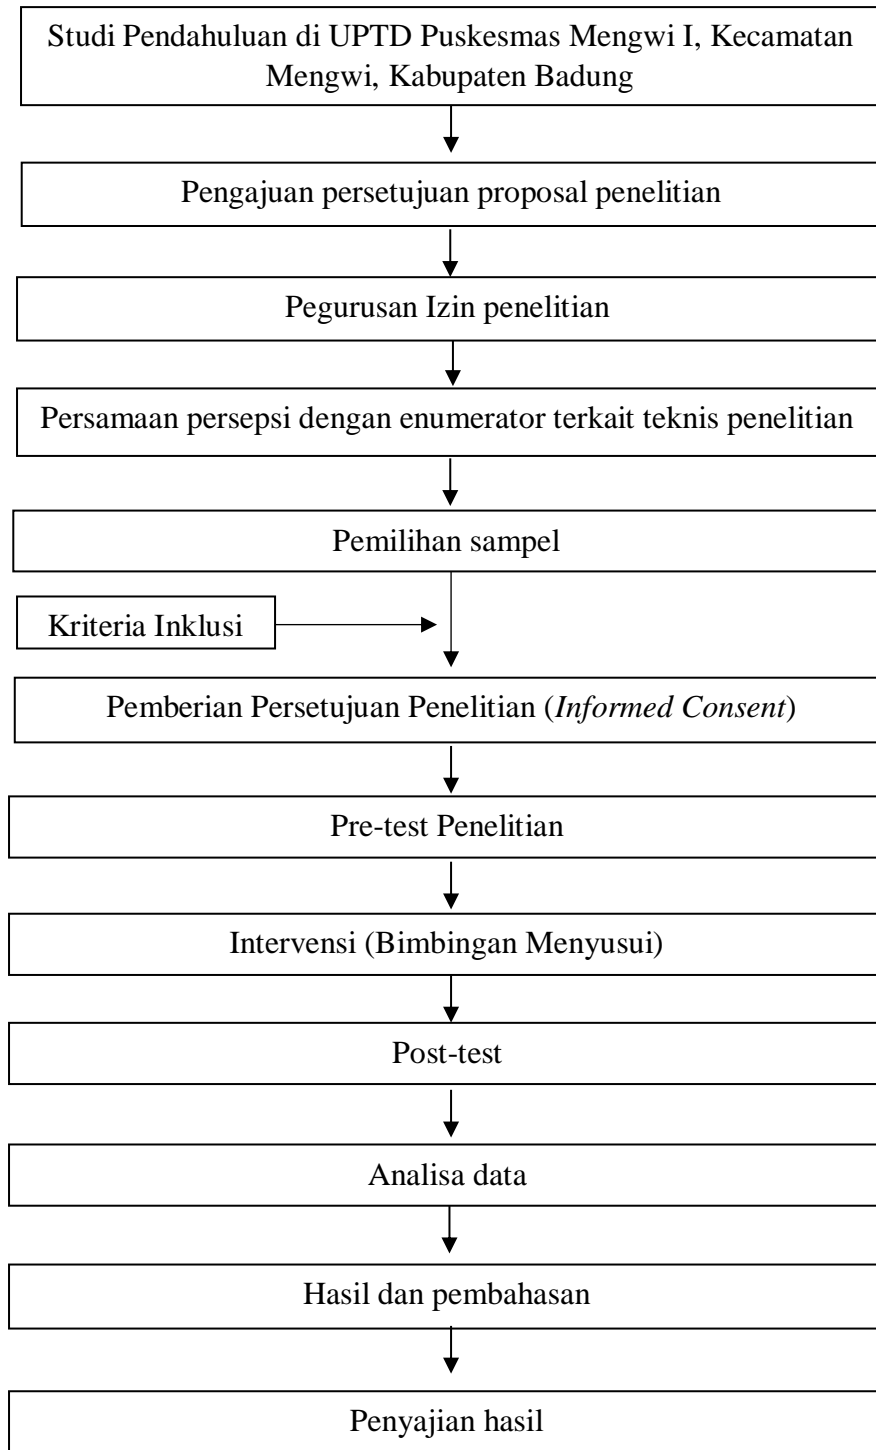 Studi Pendahuluan di UPTD Puskesmas Mengwi I, Kecamatan
Mengwi, Kabupaten Badung
Pengajuan persetujuan proposal penelitian
Pegurusan Izin penelitian
Persamaan persepsi dengan enumerator terkait teknis penelitian
Pemilihan sampel
Kriteria Inklusi
Pemberian Persetujuan Penelitian (Informed Consent)
Pre-test Penelitian
Intervensi (Bimbingan Menyusui)
Post-test
Analisa data
Hasil dan pembahasan
Penyajian hasil